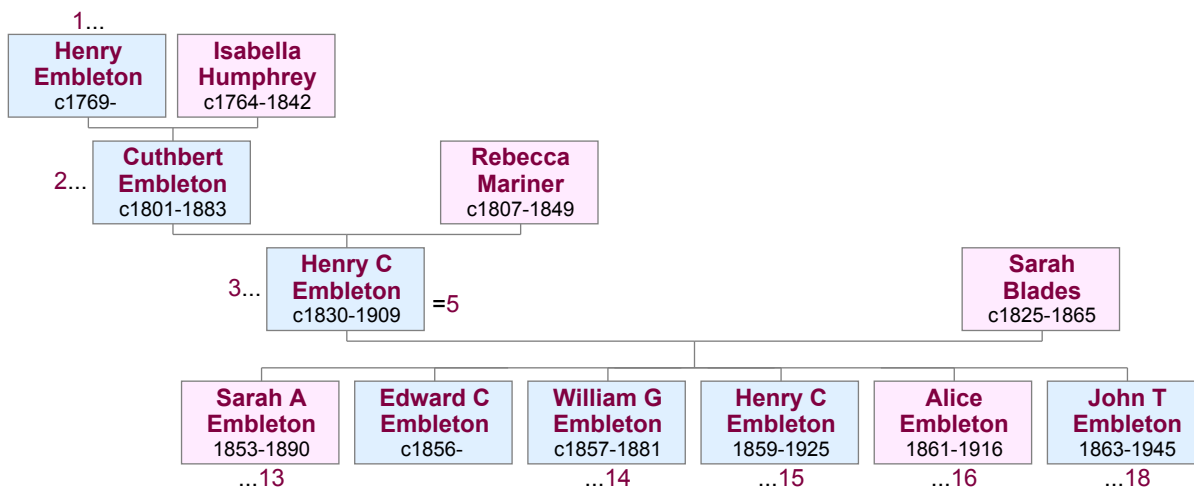 1...
Henry
Embleton
c1769-
Isabella
Humphrey
c1764-1842
2...
Cuthbert
Embleton
c1801-1883
Rebecca
Mariner
c1807-1849
3...
Henry C
Embleton
c1830-1909
=5
Sarah
Blades
c1825-1865
Sarah A
Embleton
1853-1890
...13
Edward C
Embleton
c1856-
William G
Embleton
c1857-1881
...14
Henry C
Embleton
1859-1925
...15
Alice
Embleton
1861-1916
...16
John T
Embleton
1863-1945
...18